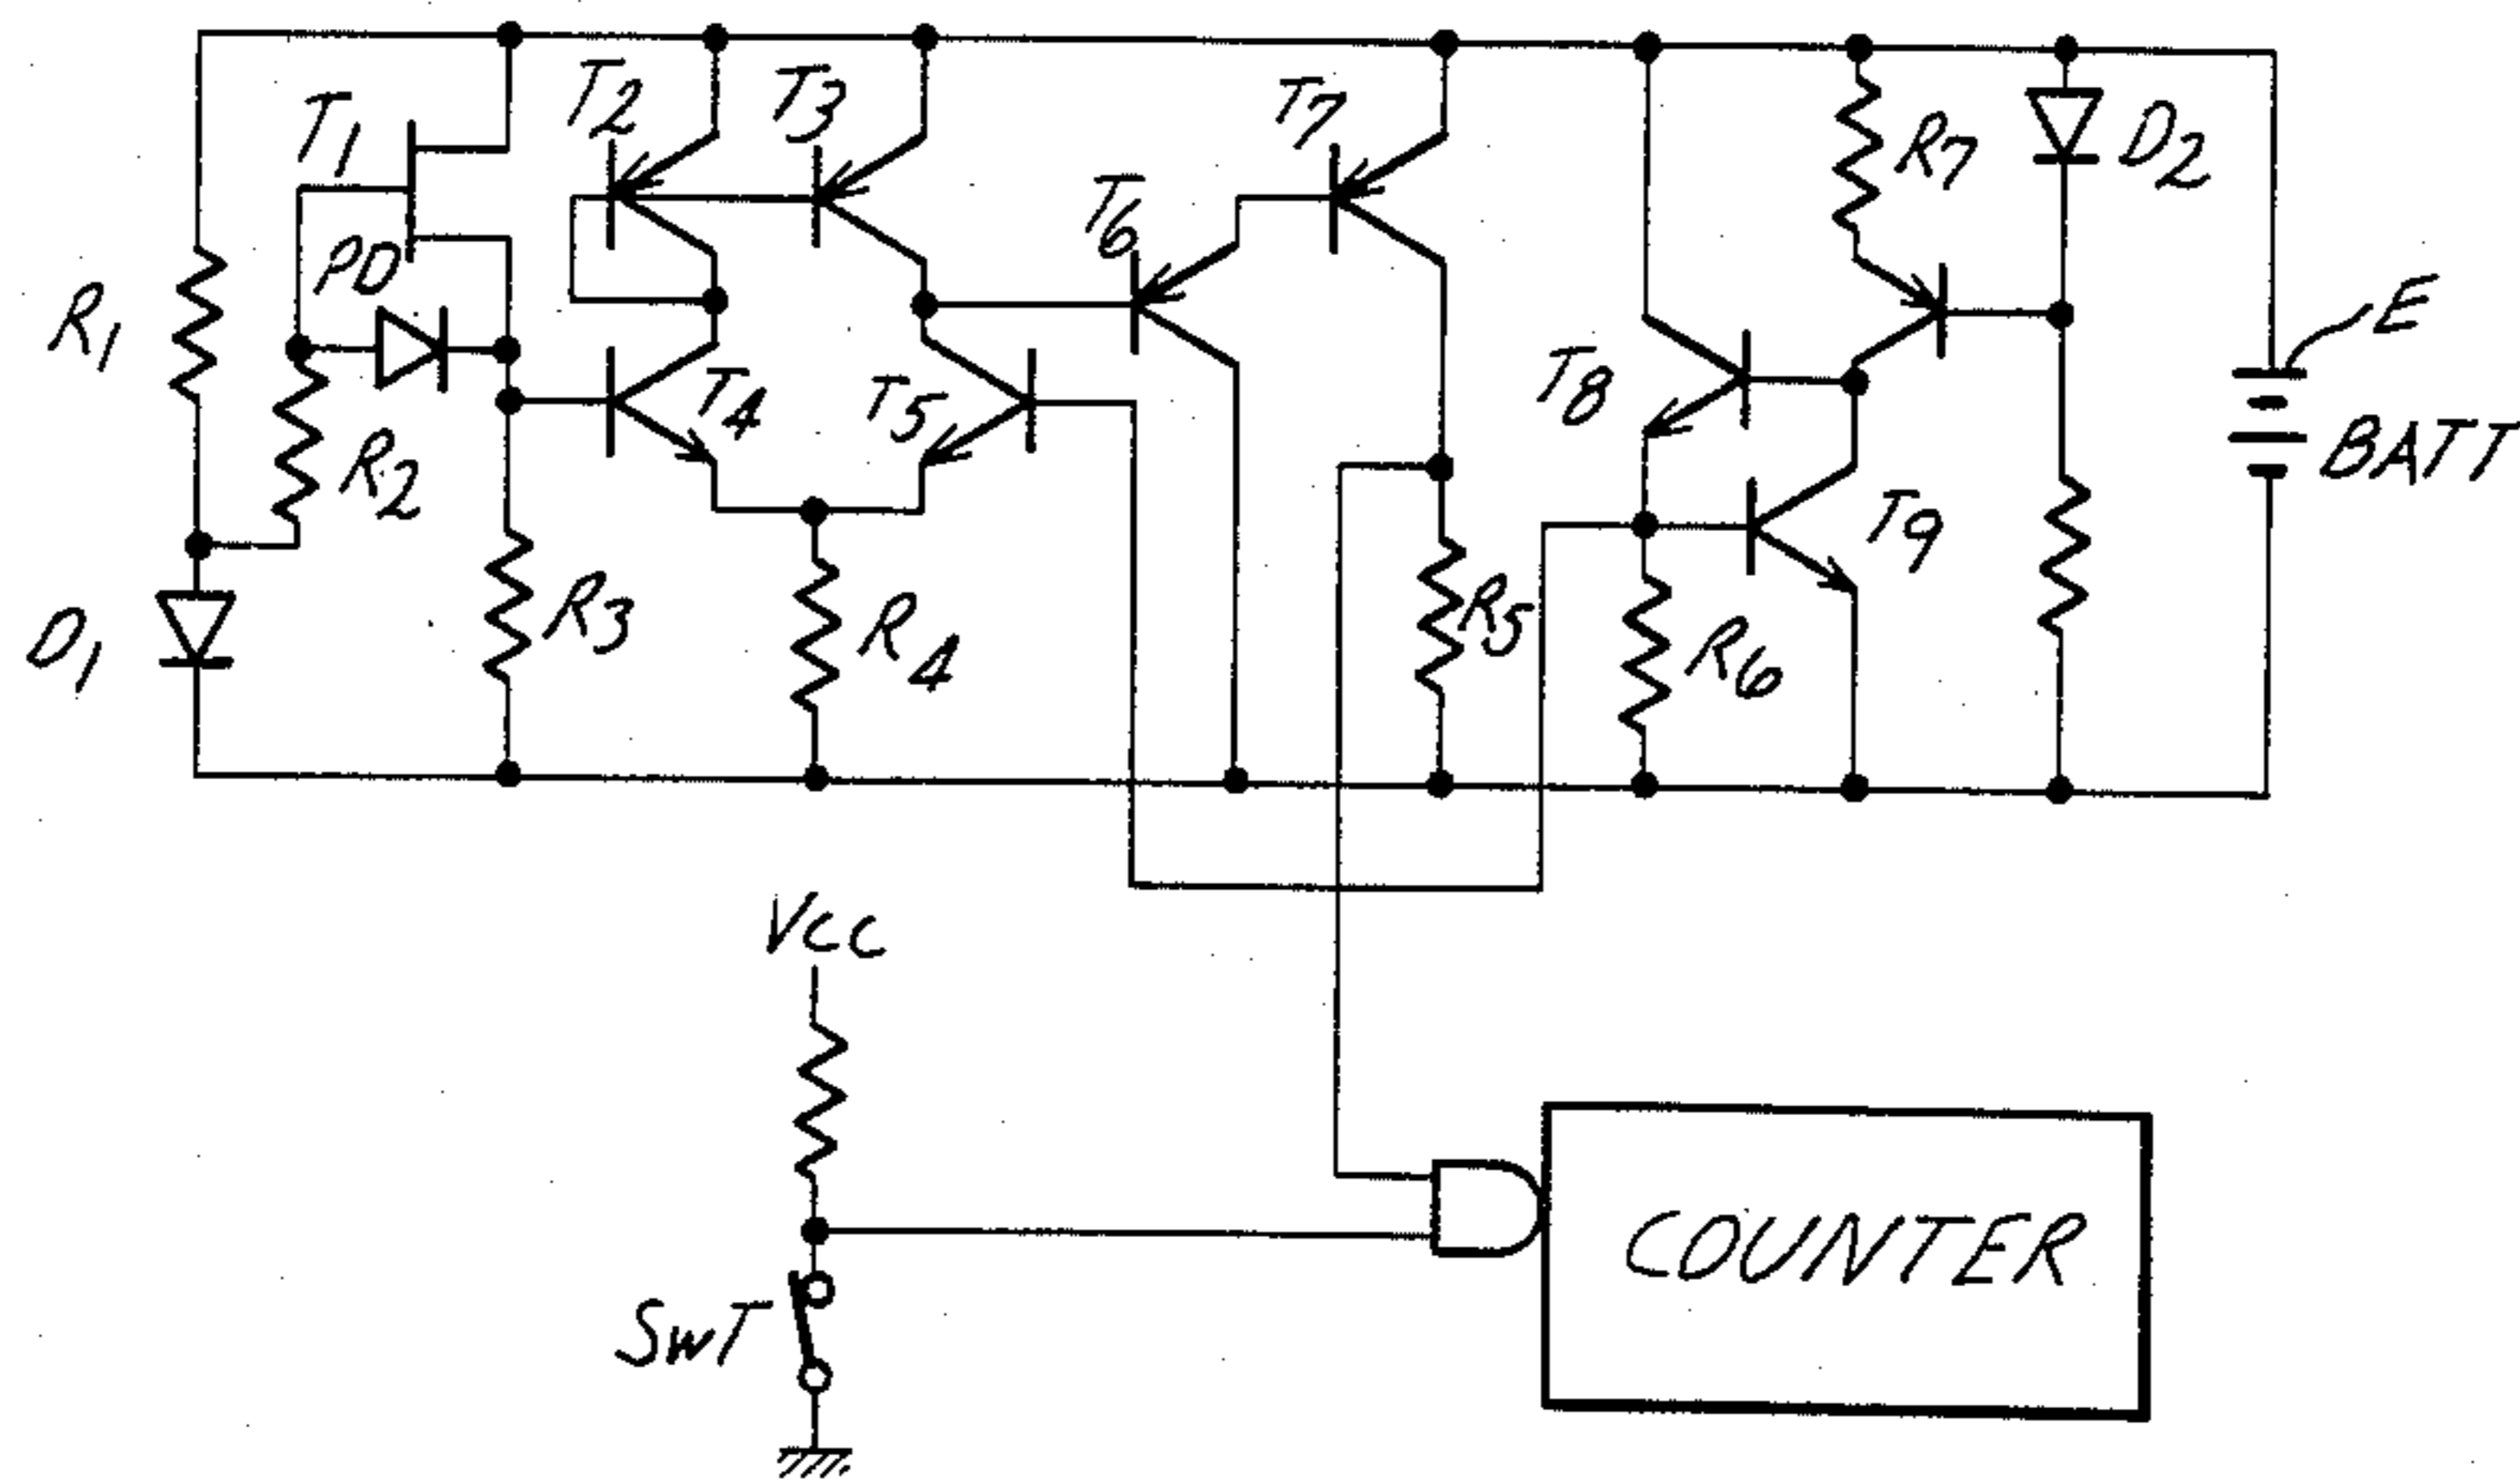 T1
T2
T3
T7
R7
D2
PD
T6
E
R1
T8
BATT
T4
T5
R2
T9
R3
R4
R5
R6
D1
Vcc
COUNTER
SWT